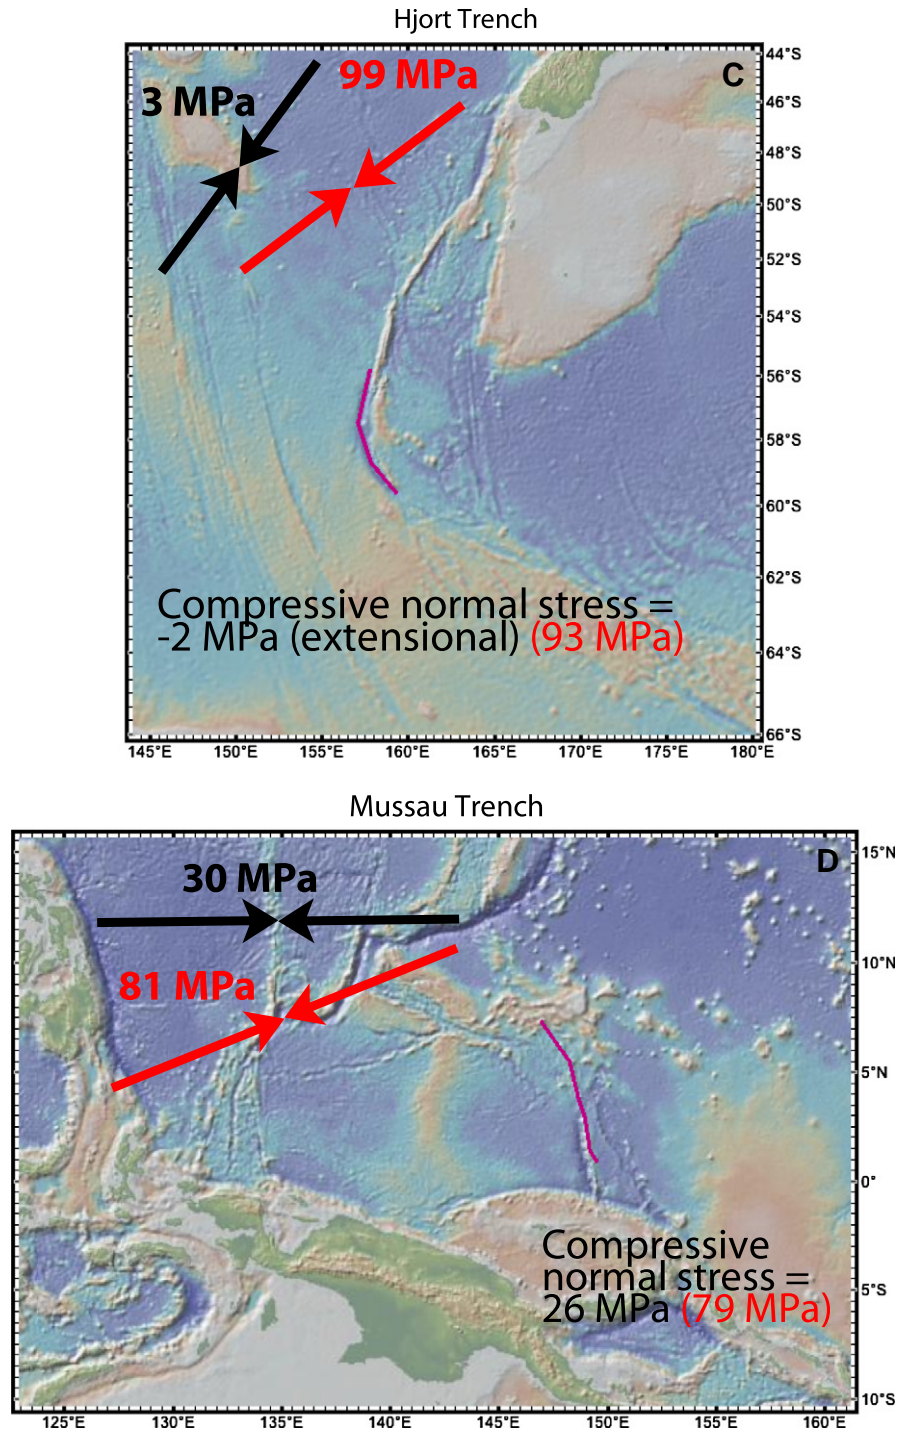 Hjort Trench
C
99 MPa
3 MPa
44°S
46°S
48°S
50°S
52°S
54°S
56°S
58°S
60°S
62°S
64°S
66°S
Compressive normal stress =
-2 MPa (extensional) (93 MPa)
145°E 150°E 155°E 160°E 165°E 170°E 175°E 180°E
Mussau Trench
D
30 MPa
81 MPa
15°N
10°N
5°N
0°
5°S
10°S
Compressive
normal stress =
26 MPa (79 MPa)
125°E 130°E 135°E 140°E 145°E 150°E 155°E 160°E